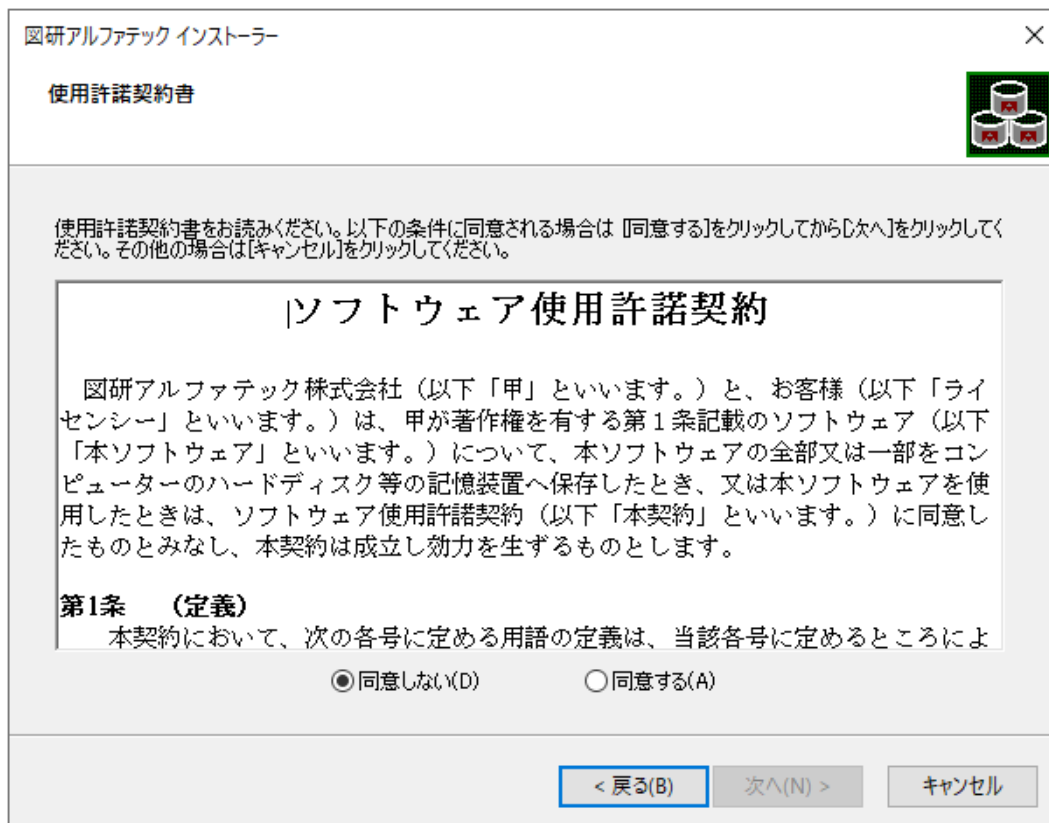 図研アルファテック インストーラー
使用許諾契約書
使用許諾契約書をお読みください。以下の条件に同意される場合は [同意する]をクリックしてから[次へ]をクリックしてく
ださい。その他の場合は[キャンセル]をクリックしてください。
ソフトウェア使用許諾契約
図研アルファテック株式会社（以下「甲」といいます。）と、お客様（以下「ライ
センシー」といいます。）は、甲が著作権を有する第１条記載のソフトウェア（以下
「本ソフトウェア」といいます。）について、本ソフトウェアの全部又は一部をコン
ピューターのハードディスク等の記憶装置へ保存したとき、又は本ソフトウェアを使
用したときは、ソフトウェア使用許諾契約（以下「本契約」といいます。）に同意し
たものとみなし、本契約は成立し効力を生ずるものとします。
第1条　（定義）
本契約において、次の各号に定める用語の定義は、当該各号に定めるところによ
同意しない(D)
同意する(A)
< 戻る(B)
次へ(N) >
キャンセル